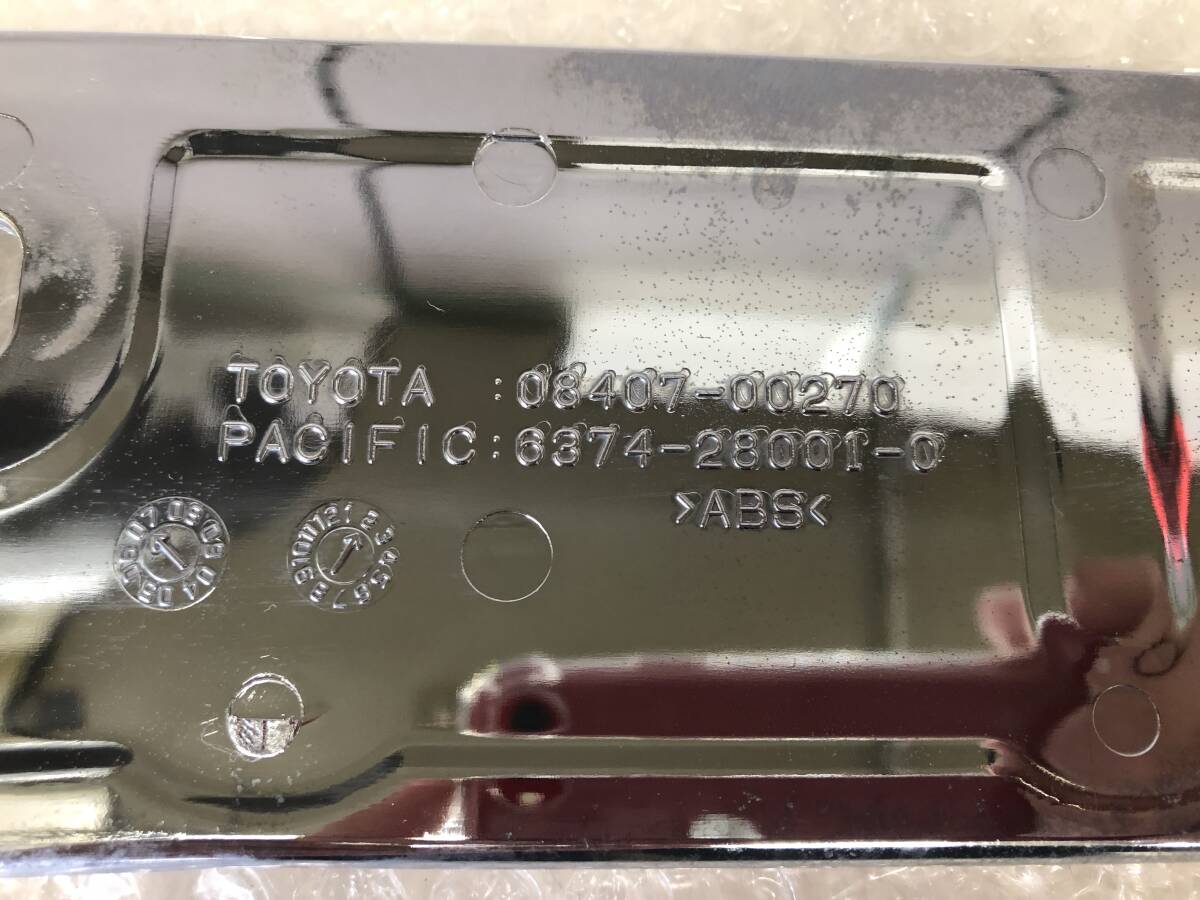 TOYOTA :08407-00270
PACIFIC:6374-28001-0
>ABS<